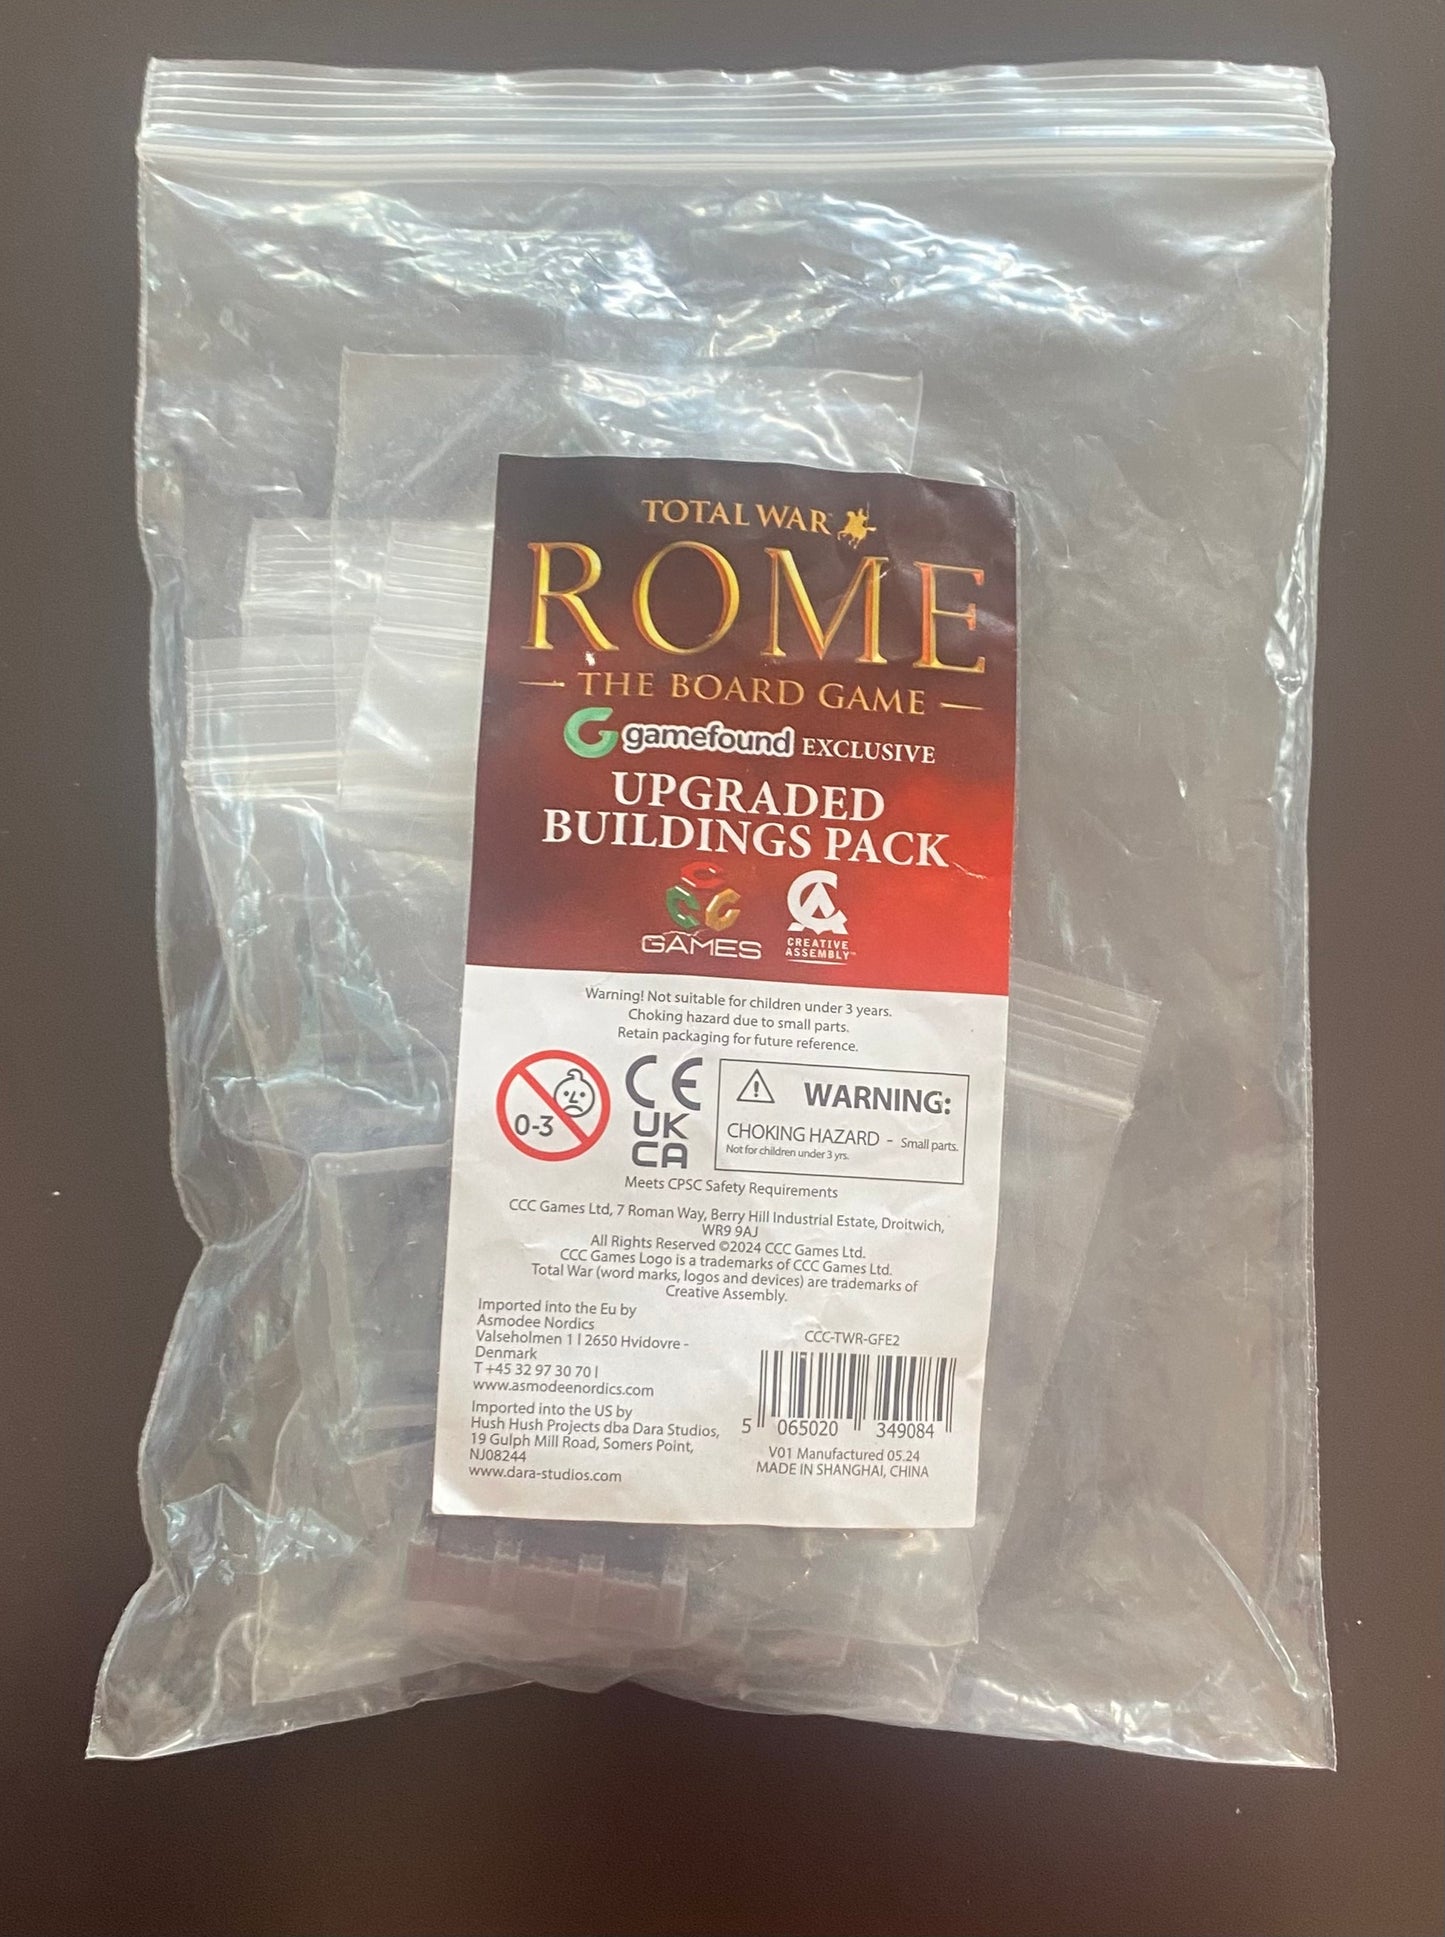 TOTAL WAR
ROME
THE BOARD GAME
gamefound EXCLUSIVE
UPGRADED
BUILDINGS PACK
CCC
GAMES
CA
CREATIVE
ASSEMBLY™
Warning! Not suitable for children under 3 years.
Choking hazard due to small parts.
Retain packaging for future reference.
0-3
CE
UK
CA
WARNING:
CHOKING HAZARD - Small parts.
Not for children under 3 yrs.
Meets CPSC Safety Requirements
CCC Games Ltd, 7 Roman Way, Berry Hill Industrial Estate, Droitwich,
WR9 9AJ
All Rights Reserved ©2024 CCC Games Ltd.
CCC Games Logo is a trademarks of CCC Games Ltd.
Total War (word marks, logos and devices) are trademarks of
Creative Assembly.
Imported into the Eu by
Asmodee Nordics
Valseholmen 1 | 2650 Hvidovre -
Denmark
T +45 32 97 30 70 |
www.asmodeenordics.com
Imported into the US by
Hush Hush Projects dba Dara Studios,
19 Gulph Mill Road, Somers Point,
NJ08244
www.dara-studios.com
CCC-TWR-GFE2
5 065020 349084
V01 Manufactured 05.24
MADE IN SHANGHAI, CHINA